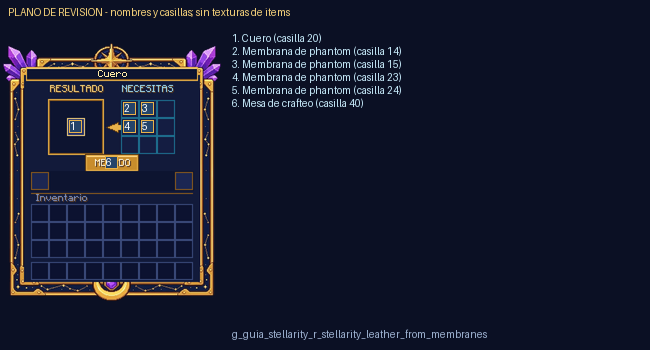 PLANO DE REVISION - nombres y casillas; sin texturas de items
1. Cuero (casilla 20)
2. Membrana de phantom (casilla 14)
3. Membrana de phantom (casilla 15)
4. Membrana de phantom (casilla 23)
5. Membrana de phantom (casilla 24)
6. Mesa de crafteo (casilla 40)
Cuero
RESULTADO NECESITAS
2 3
1 4 5
6
Inventario
g_guia_stellarity_r_stellarity_leather_from_membranes